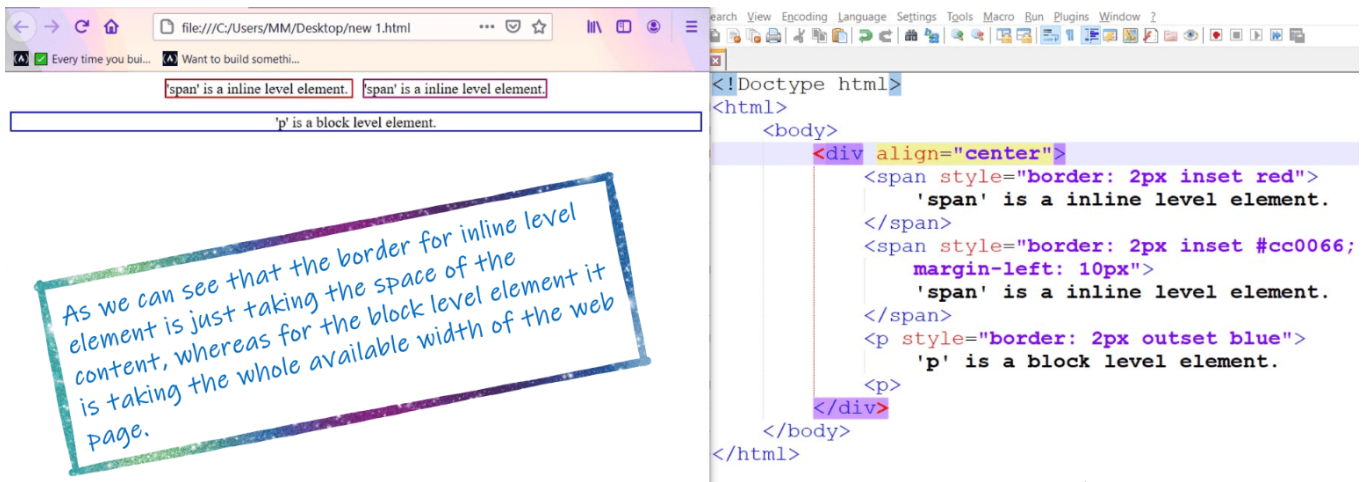 file:///C:/Users/MM/Desktop/new 1.html
Every time you bui... Want to build somethi...
'span' is a inline level element. 'span' is a inline level element.
'p' is a block level element.
As we can see that the border for inline level
element is just taking the space of the
content, whereas for the block level element it
is taking the whole available width of the web
page.
earch View Encoding Language Settings Tools Macro Run Plugins Window ?
<!Doctype html>
<html>
<body>
<div align="center">
<span style="border: 2px inset red">
'span' is a inline level element.
</span>
<span style="border: 2px inset #cc0066;
margin-left: 10px">
'span' is a inline level element.
</span>
<p style="border: 2px outset blue">
'p' is a block level element.
<p>
</div>
</body>
</html>